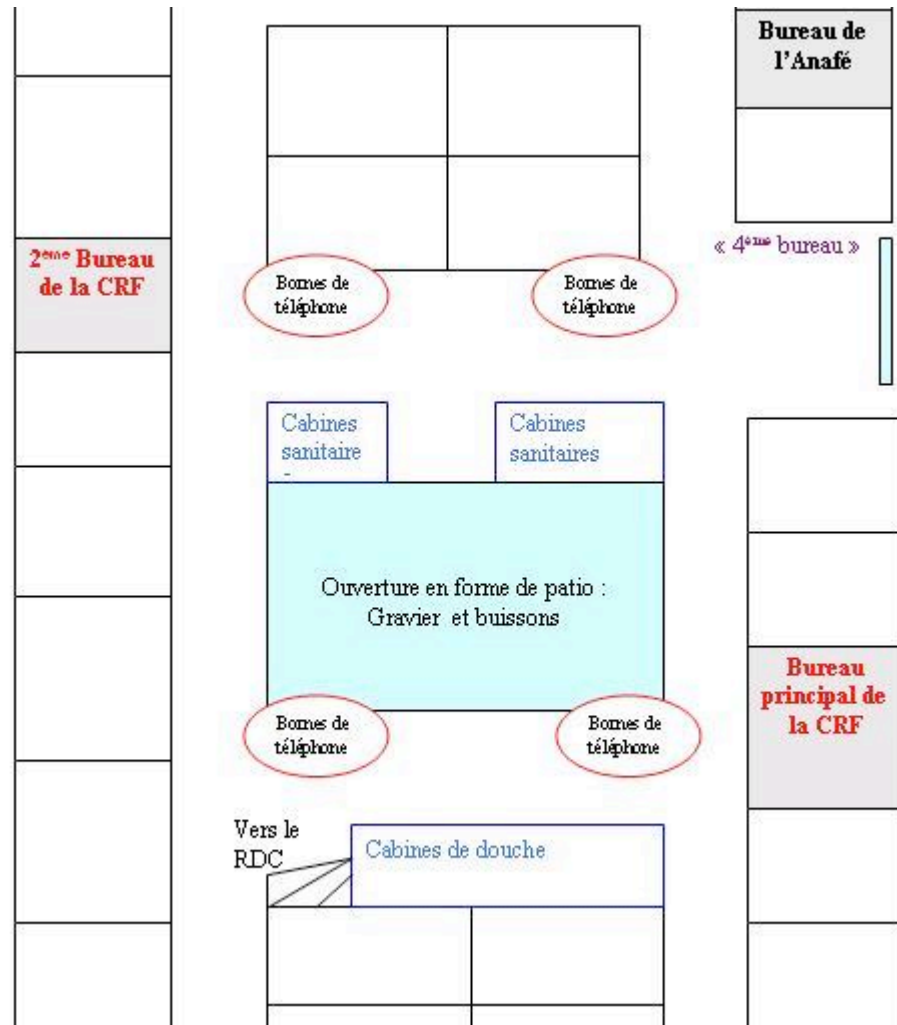 Bureau de
l'Anafé
« 4ème bureau »
2ème Bureau
de la CRF
Bornes de
téléphone
Bornes de
téléphone
Cabines
sanitaire
Cabines
sanitaires
Ouverture en forme de patio :
Gravier et buissons
Bureau
principal de
la CRF
Bornes de
téléphone
Bornes de
téléphone
Vers le
RDC
Cabines de douche